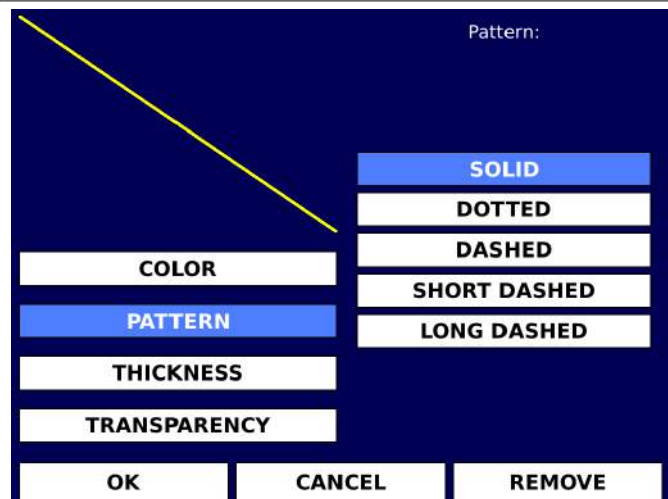 Pattern:
SOLID
DOTTED
DASHED
SHORT DASHED
LONG DASHED
COLOR
PATTERN
THICKNESS
TRANSPARENCY
OK
CANCEL
REMOVE